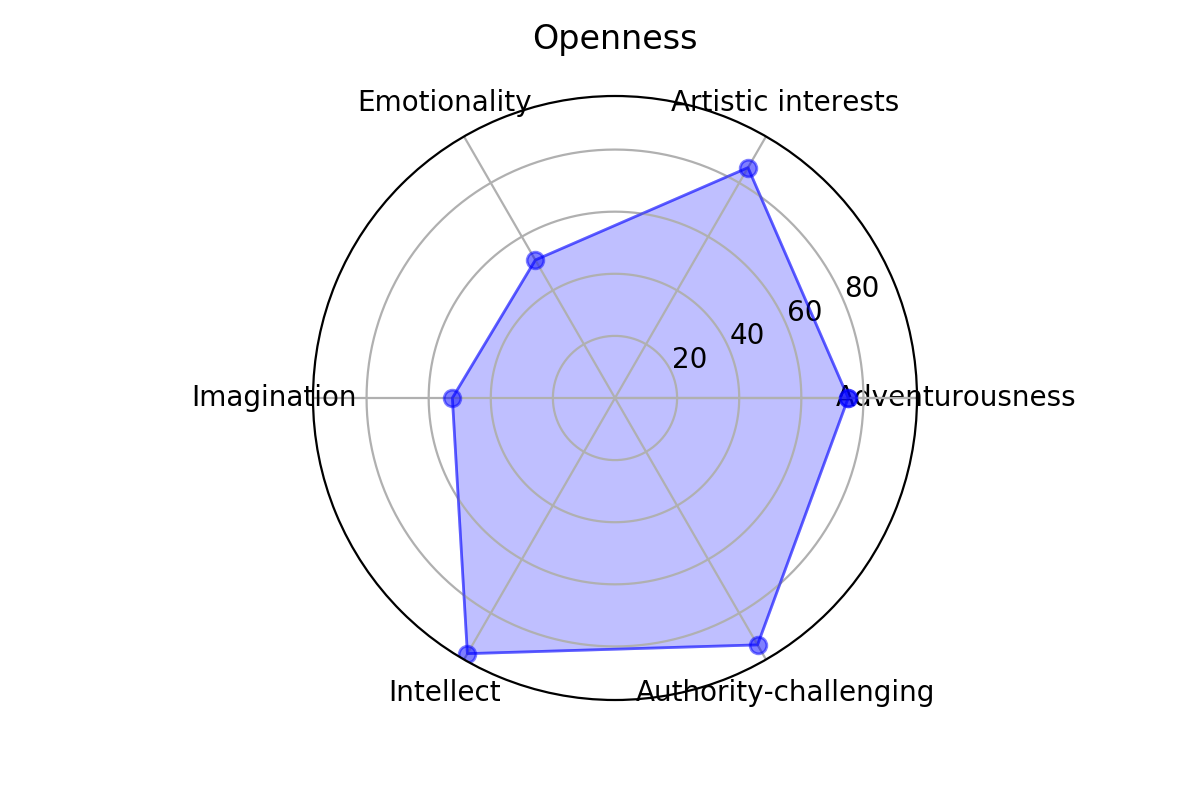 Openness
Emotionality
Artistic interests
80
60
40
20
Imagination
Adventurousness
Intellect
Authority-challenging